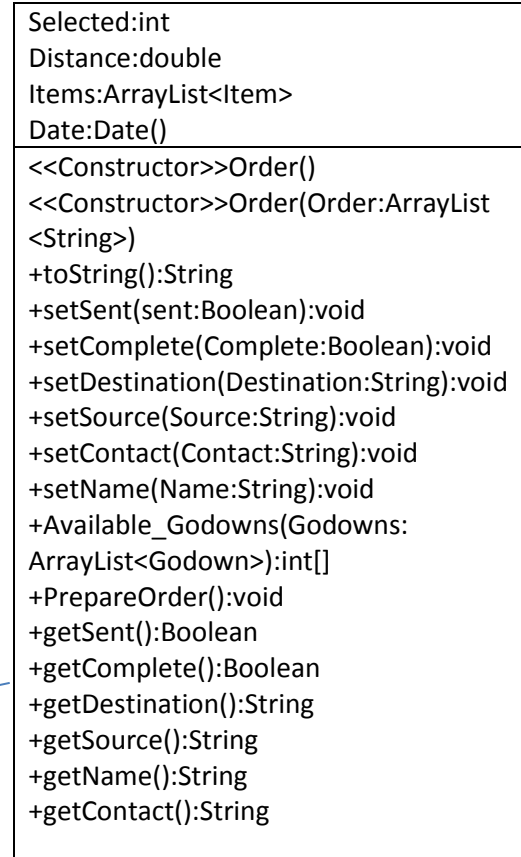 Selected:int
Distance:double
Items:ArrayList<Item>
Date:Date()
<<Constructor>>Order()
<<Constructor>>Order(Order:ArrayList
<String>)
+toString():String
+setSent(sent:Boolean):void
+setComplete(Complete:Boolean):void
+setDestination(Destination:String):void
+setSource(Source:String):void
+setContact(Contact:String):void
+setName(Name:String):void
+Available_Godowns(Godowns:
ArrayList<Godown>):int[]
+PrepareOrder():void
+getSent():Boolean
+getComplete():Boolean
+getDestination():String
+getSource():String
+getName():String
+getContact():String